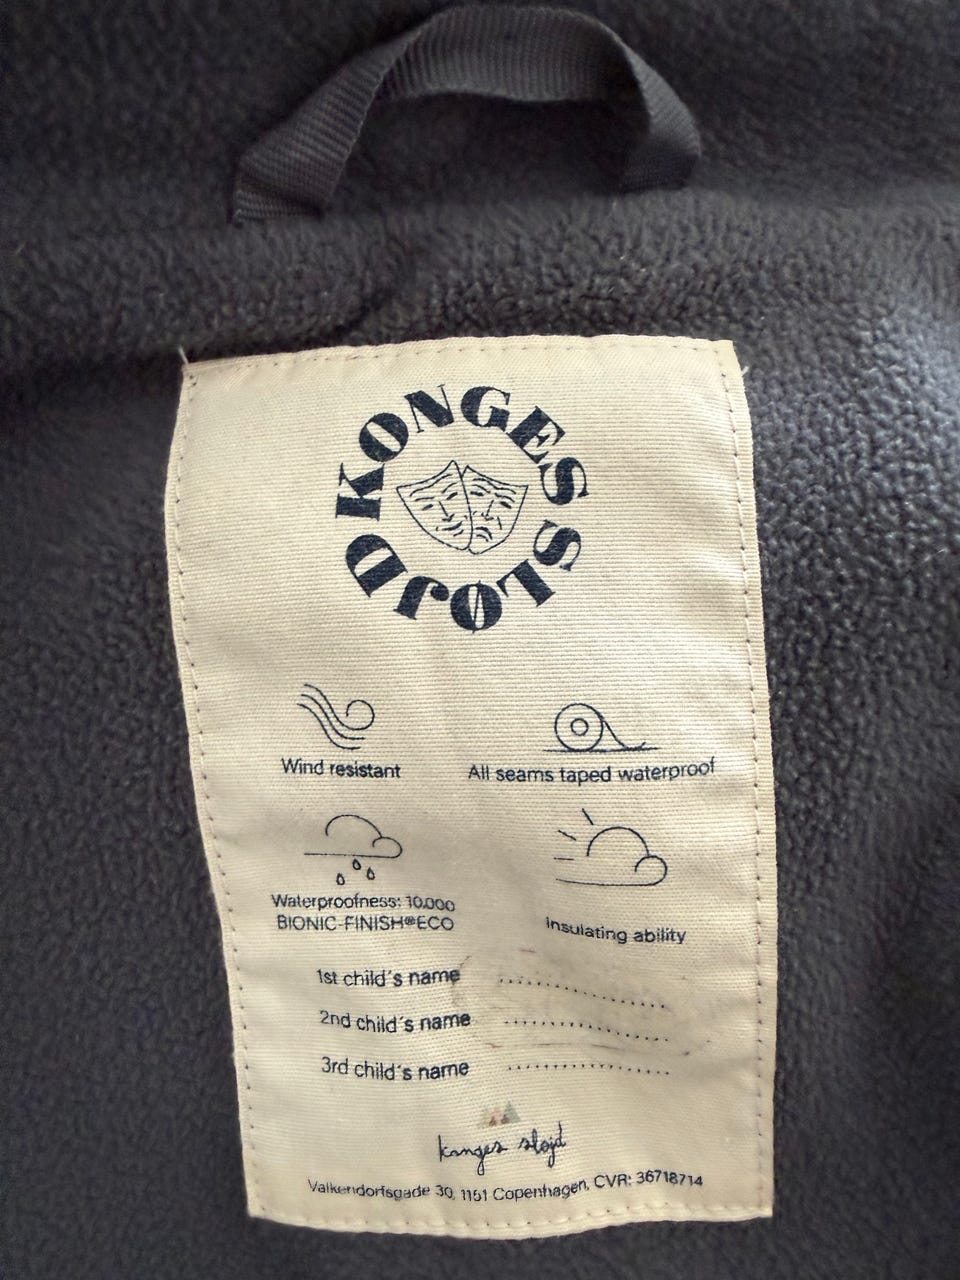 KONGES SLØJD
Wind resistant
All seams taped waterproof
Waterproofness: 10.000
BIONIC-FINISH®ECO
Insulating ability
1st child´s name ....................
2nd child´s name ....................
3rd child´s name ....................
konges sløjd
Valkendorfsgade 30, 1151 Copenhagen, CVR: 36718714